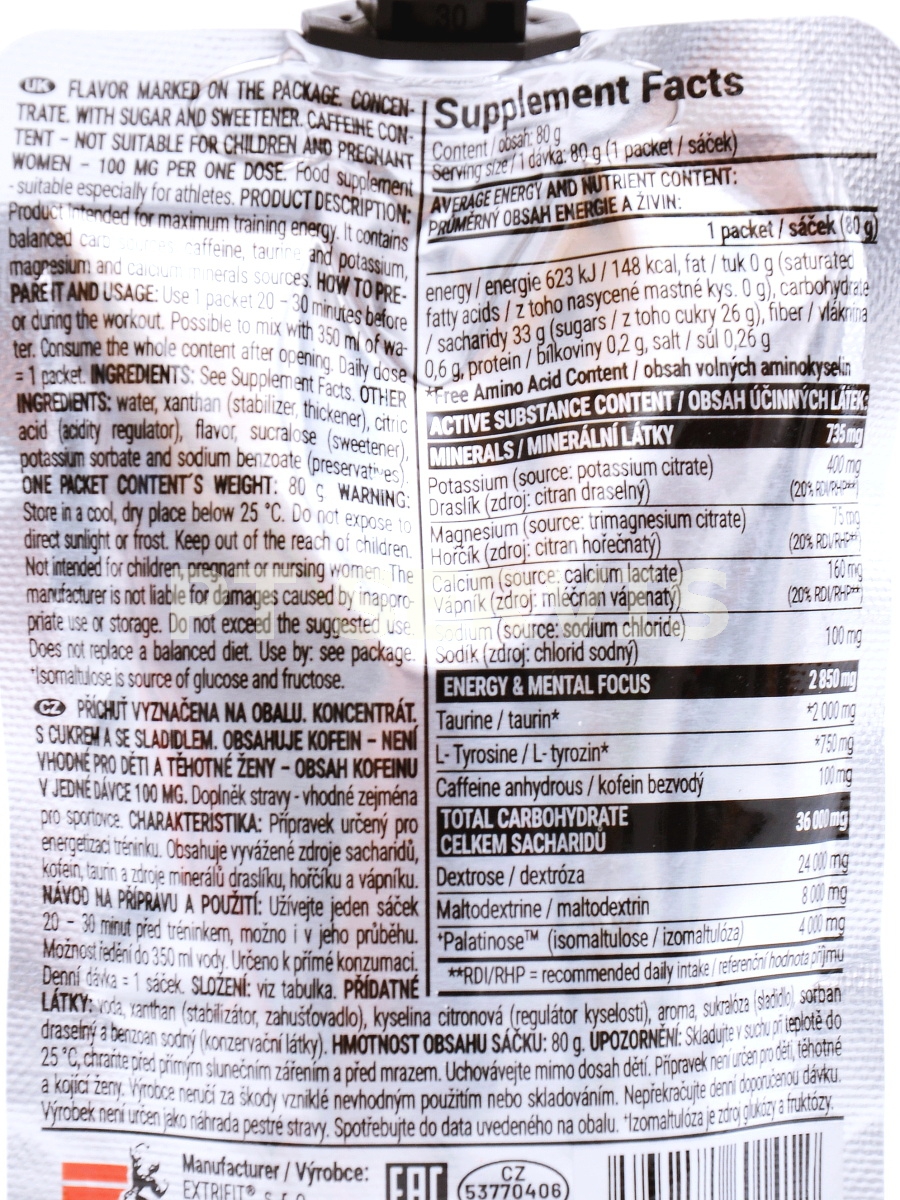 30
UK FLAVOR MARKED ON THE PACKAGE. CONCEN-
TRATE. WITH SUGAR AND SWEETENER. CAFFEINE CON-
TENT – NOT SUITABLE FOR CHILDREN AND PREGNANT
WOMEN – 100 MG PER ONE DOSE. Food supplement
- suitable especially for athletes. PRODUCT DESCRIPTION:
Product intended for maximum training energy. It contains
balanced carb sources, caffeine, taurine and potassium,
magnesium and calcium minerals sources. HOW TO PRE-
PARE IT AND USAGE: Use 1 packet 20 – 30 minutes before
or during the workout. Possible to mix with 350 ml of wa-
ter. Consume the whole content after opening. Daily dose
= 1 packet. INGREDIENTS: See Supplement Facts. OTHER
INGREDIENTS: water, xanthan (stabilizer, thickener), citric
acid (acidity regulator), flavor, sucralose (sweetener),
potassium sorbate and sodium benzoate (preservatives).
ONE PACKET CONTENT´S WEIGHT: 80 g. WARNING:
Store in a cool, dry place below 25 °C. Do not expose to
direct sunlight or frost. Keep out of the reach of children.
Not intended for children, pregnant or nursing women. The
manufacturer is not liable for damages caused by inapporo-
priate use or storage. Do not exceed the suggested use.
Does not replace a balanced diet. Use by: see package.
*Isomaltulose is source of glucose and fructose.
CZ PŘÍCHUŤ VYZNAČENA NA OBALU. KONCENTRÁT.
S CUKREM A SE SLADIDLEM. OBSAHUJE KOFEIN – NENÍ
VHODNÉ PRO DĚTI A TĚHOTNÉ ŽENY – OBSAH KOFEINU
V JEDNÉ DÁVCE 100 MG. Doplněk stravy - vhodné zejména
pro sportovce. CHARAKTERISTIKA: Přípravek určený pro
energetizaci tréninku. Obsahuje vyvážené zdroje sacharidů,
kofein, taurin a zdroje minerálů draslíku, hořčíku a vápníku.
NÁVOD NA PŘÍPRAVU A POUŽITÍ: Užívejte jeden sáček
20 – 30 minut před tréninkem, možno i v jeho průběhu.
Možnost ředění do 350 ml vody. Určeno k přímé konzumaci.
Denní dávka = 1 sáček. SLOŽENÍ: viz tabulka. PŘÍDATNÉ
LÁTKY: voda, xanthan (stabilizátor, zahušťovadlo), kyselina citronová (regulátor kyselosti), aroma, sukralóza (sladidlo), sorban
draselný a benzoan sodný (konzervační látky). HMOTNOST OBSAHU SÁČKU: 80 g. UPOZORNĚNÍ: Skladujte v suchu při teplotě do
25 °C, chraňte před přímým slunečním zářením a před mrazem. Uchovávejte mimo dosah dětí. Přípravek není určen pro děti, těhotné
a kojící ženy. Výrobce neručí za škody vzniklé nevhodným použitím nebo skladováním. Nepřekračujte denní doporučenou dávku.
Výrobek není určen jako náhrada pestré stravy. Spotřebujte do data uvedeného na obalu. *Izomaltulóza je zdroj glukózy a fruktózy.
Supplement Facts
Content / obsah: 80 g
Serving size / 1 dávka: 80 g (1 packet / sáček)
AVERAGE ENERGY AND NUTRIENT CONTENT:
PRŮMĚRNÝ OBSAH ENERGIE A ŽIVIN:
1 packet / sáček (80 g)
energy / energie 623 kJ / 148 kcal, fat / tuk 0 g (saturated
fatty acids / z toho nasycené mastné kys. 0 g), carbohydrate
/ sacharidy 33 g (sugars / z toho cukry 26 g), fiber / vláknina
0,6 g, protein / bílkoviny 0,2 g, salt / sůl 0,26 g
*Free Amino Acid Content / obsah volných aminokyselin
ACTIVE SUBSTANCE CONTENT / OBSAH ÚČINNÝCH LÁTEK:
MINERALS / MINERÁLNÍ LÁTKY 735 mg
Potassium (source: potassium citrate) 400 mg
Draslík (zdroj: citran draselný) (20% RDI/RHP**)
Magnesium (source: trimagnesium citrate) 75 mg
Hořčík (zdroj: citran hořečnatý) (20% RDI/RHP**)
Calcium (source: calcium lactate) 160 mg
Vápník (zdroj: mléčnan vápenatý) (20% RDI/RHP**)
Sodium (source: sodium chloride) 100 mg
Sodík (zdroj: chlorid sodný)
ENERGY & MENTAL FOCUS 2 850 mg
Taurine / taurin* *2 000 mg
L- Tyrosine / L- tyrozin* *750 mg
Caffeine anhydrous / kofein bezvodý 100 mg
TOTAL CARBOHYDRATE 36 000 mg
CELKEM SACHARIDŮ
Dextrose / dextróza 24 000 mg
Maltodextrine / maltodextrin 8 000 mg
*Palatinose™ (isomaltulose / izomaltulóza) 4 000 mg
**RDI/RHP = recommended daily intake / referenční hodnota příjmu
Manufacturer / Výrobce:
EXTRIFIT® s.r.o.
EAC
CZ
53770406